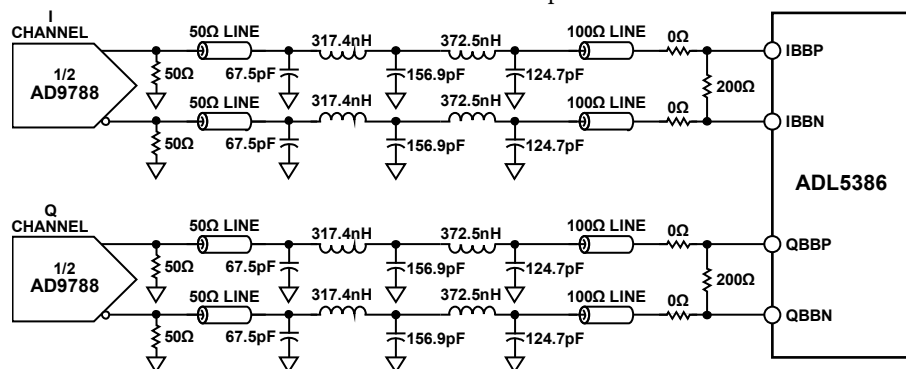 I
CHANNEL
50Ω LINE
317.4nH
372.5nH
100Ω LINE
0Ω
IBBP
1/2
AD9788
50Ω
67.5pF
156.9pF
124.7pF
200Ω
50Ω LINE
317.4nH
372.5nH
100Ω LINE
0Ω
IBBN
50Ω
67.5pF
156.9pF
124.7pF
ADL5386
Q
CHANNEL
50Ω LINE
317.4nH
372.5nH
100Ω LINE
0Ω
QBBP
1/2
AD9788
50Ω
67.5pF
156.9pF
124.7pF
200Ω
50Ω LINE
317.4nH
372.5nH
100Ω LINE
0Ω
QBBN
50Ω
67.5pF
156.9pF
124.7pF